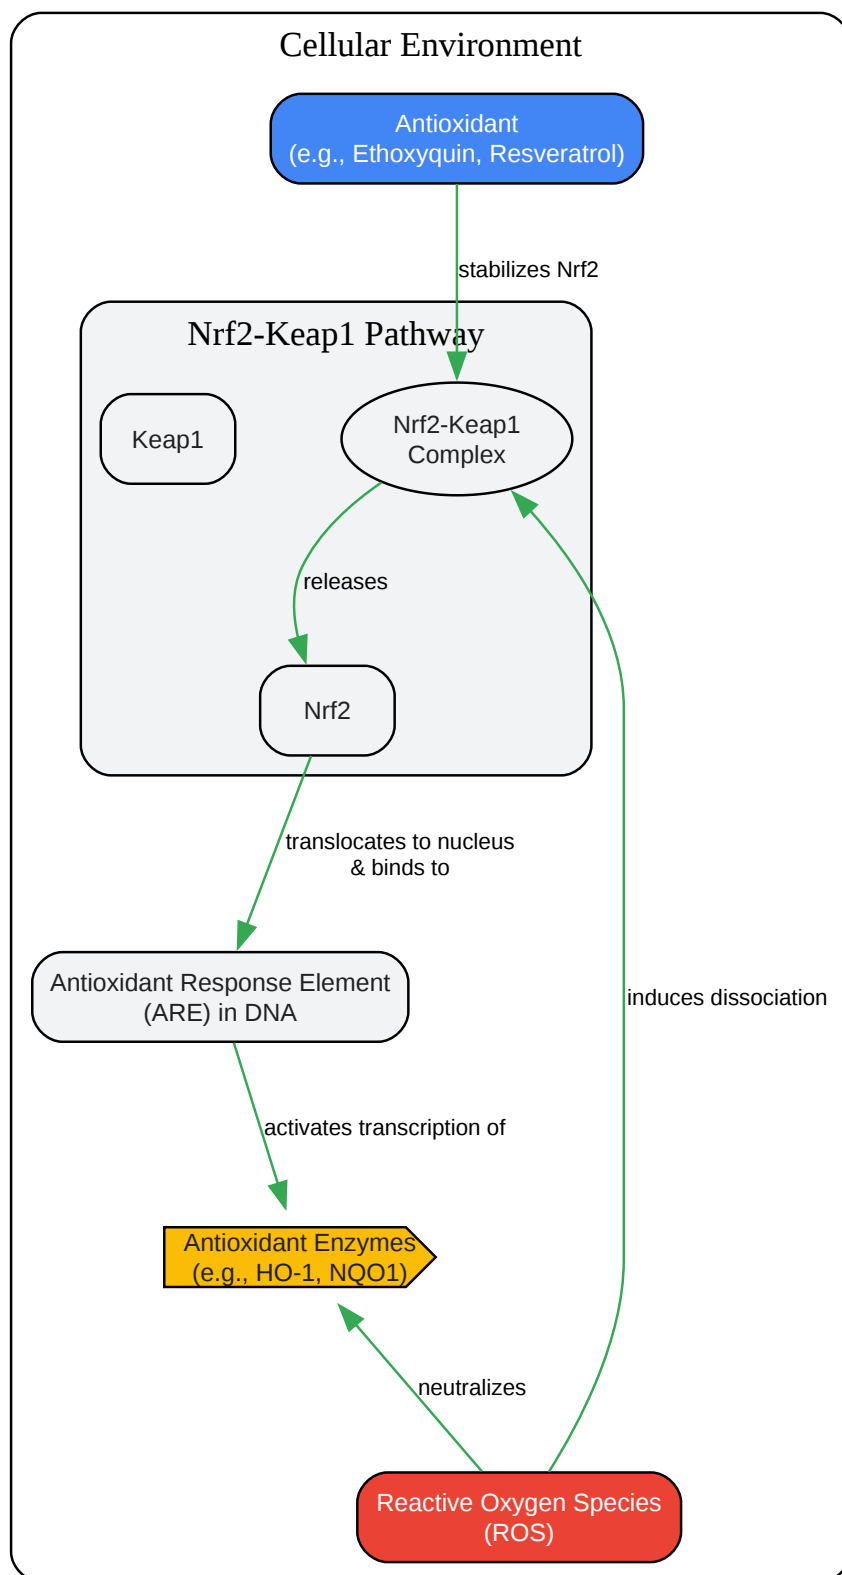 Cellular Environment
Antioxidant
(e.g., Ethoxyquin, Resveratrol)
stabilizes Nrf2
Nrf2-Keap1 Pathway
Keap1
Nrf2-Keap1
Complex
releases
Nrf2
translocates to nucleus
& binds to
Antioxidant Response Element
(ARE) in DNA
induces dissociation
activates transcription of
Antioxidant Enzymes
(e.g., HO-1, NQO1)
neutralizes
Reactive Oxygen Species
(ROS)